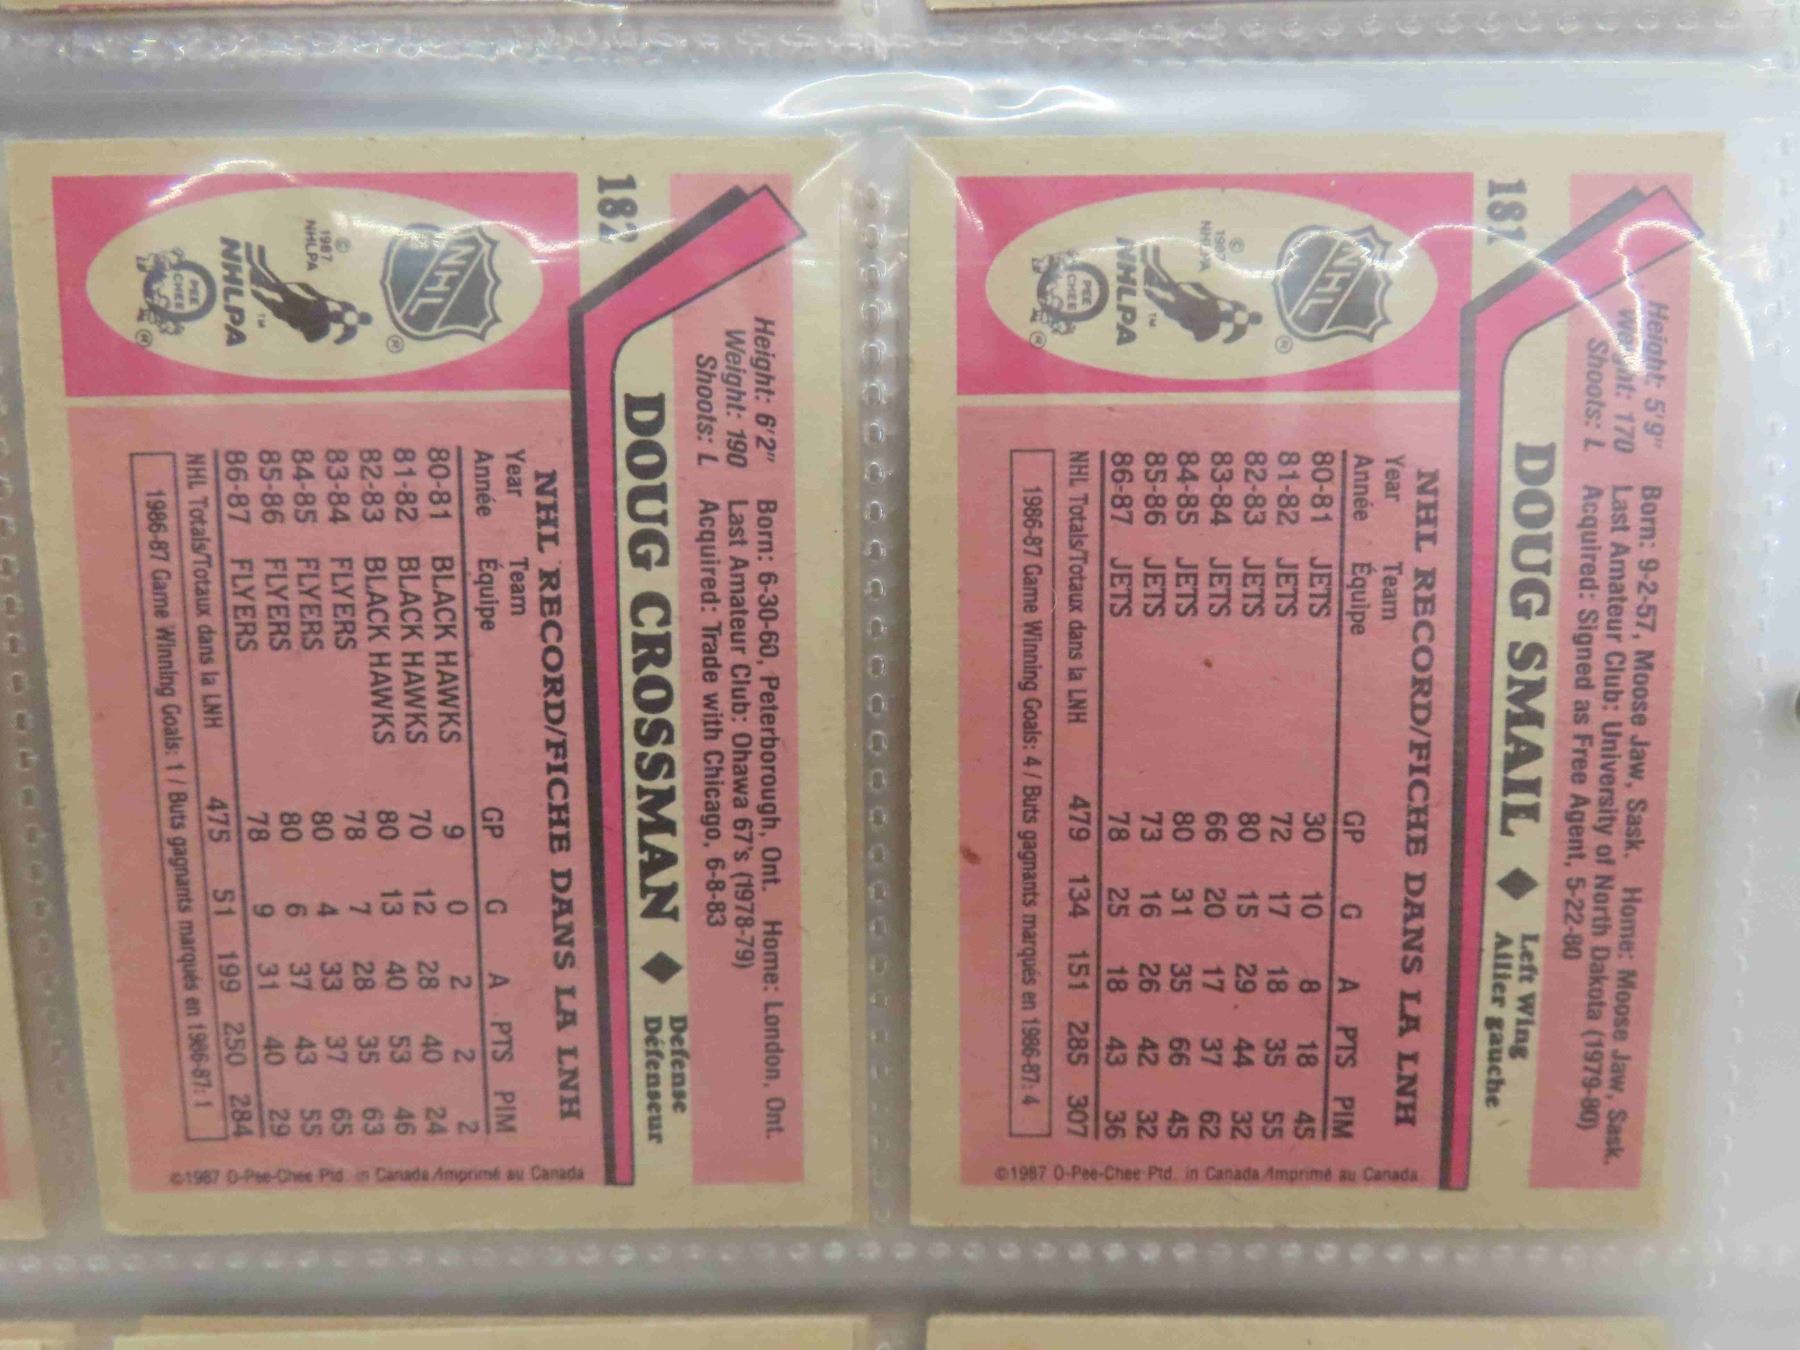 181
Height: 5'9" Born: 9-2-57, Moose Jaw, Sask. Home: Moose Jaw, Sask.
Weight: 170 Last Amateur Club: University of North Dakota (1979-80)
Shoots: L Acquired: Signed as Free Agent, 5-22-80
DOUG SMAIL ◆ Left Wing
Ailier gauche
NHL
© 1987 NHLPA
NHLPA ™
O PEE CHEE ®
NHL RECORD/FICHE DANS LA LNH
Year Team
Année Équipe GP G A PTS PIM
80-81 JETS 30 10 8 18 45
81-82 JETS 72 17 18 35 55
82-83 JETS 80 15 29 44 32
83-84 JETS 66 20 17 37 62
84-85 JETS 80 31 35 66 45
85-86 JETS 73 16 26 42 32
86-87 JETS 78 25 18 43 36
NHL Totals/Totaux dans la LNH 479 134 151 285 307
1986-87 Game Winning Goals: 4 / Buts gagnants marqués en 1986-87: 4
©1987 O-Pee-Chee Ptd. in Canada/Imprimé au Canada
182
Height: 6'2" Born: 6-30-60, Peterborough, Ont. Home: London, Ont.
Weight: 190 Last Amateur Club: Ohawa 67's (1978-79)
Shoots: L Acquired: Trade with Chicago, 6-8-83
DOUG CROSSMAN ◆ Defense
Défenseur
NHL ®
© 1987 NHLPA
NHLPA ™
O PEE CHEE ®
NHL RECORD/FICHE DANS LA LNH
Year Team
Année Équipe GP G A PTS PIM
80-81 BLACK HAWKS 9 0 2 2 2
81-82 BLACK HAWKS 70 12 28 40 24
82-83 BLACK HAWKS 80 13 40 53 46
83-84 FLYERS 78 7 28 35 63
84-85 FLYERS 80 4 33 37 65
85-86 FLYERS 80 6 37 43 55
86-87 FLYERS 78 9 31 40 29
NHL Totals/Totaux dans la LNH 475 51 199 250 284
1986-87 Game Winning Goals: 1 / Buts gagnants marqués en 1986-87: 1
©1987 O-Pee-Chee Ptd. in Canada/Imprimé au Canada